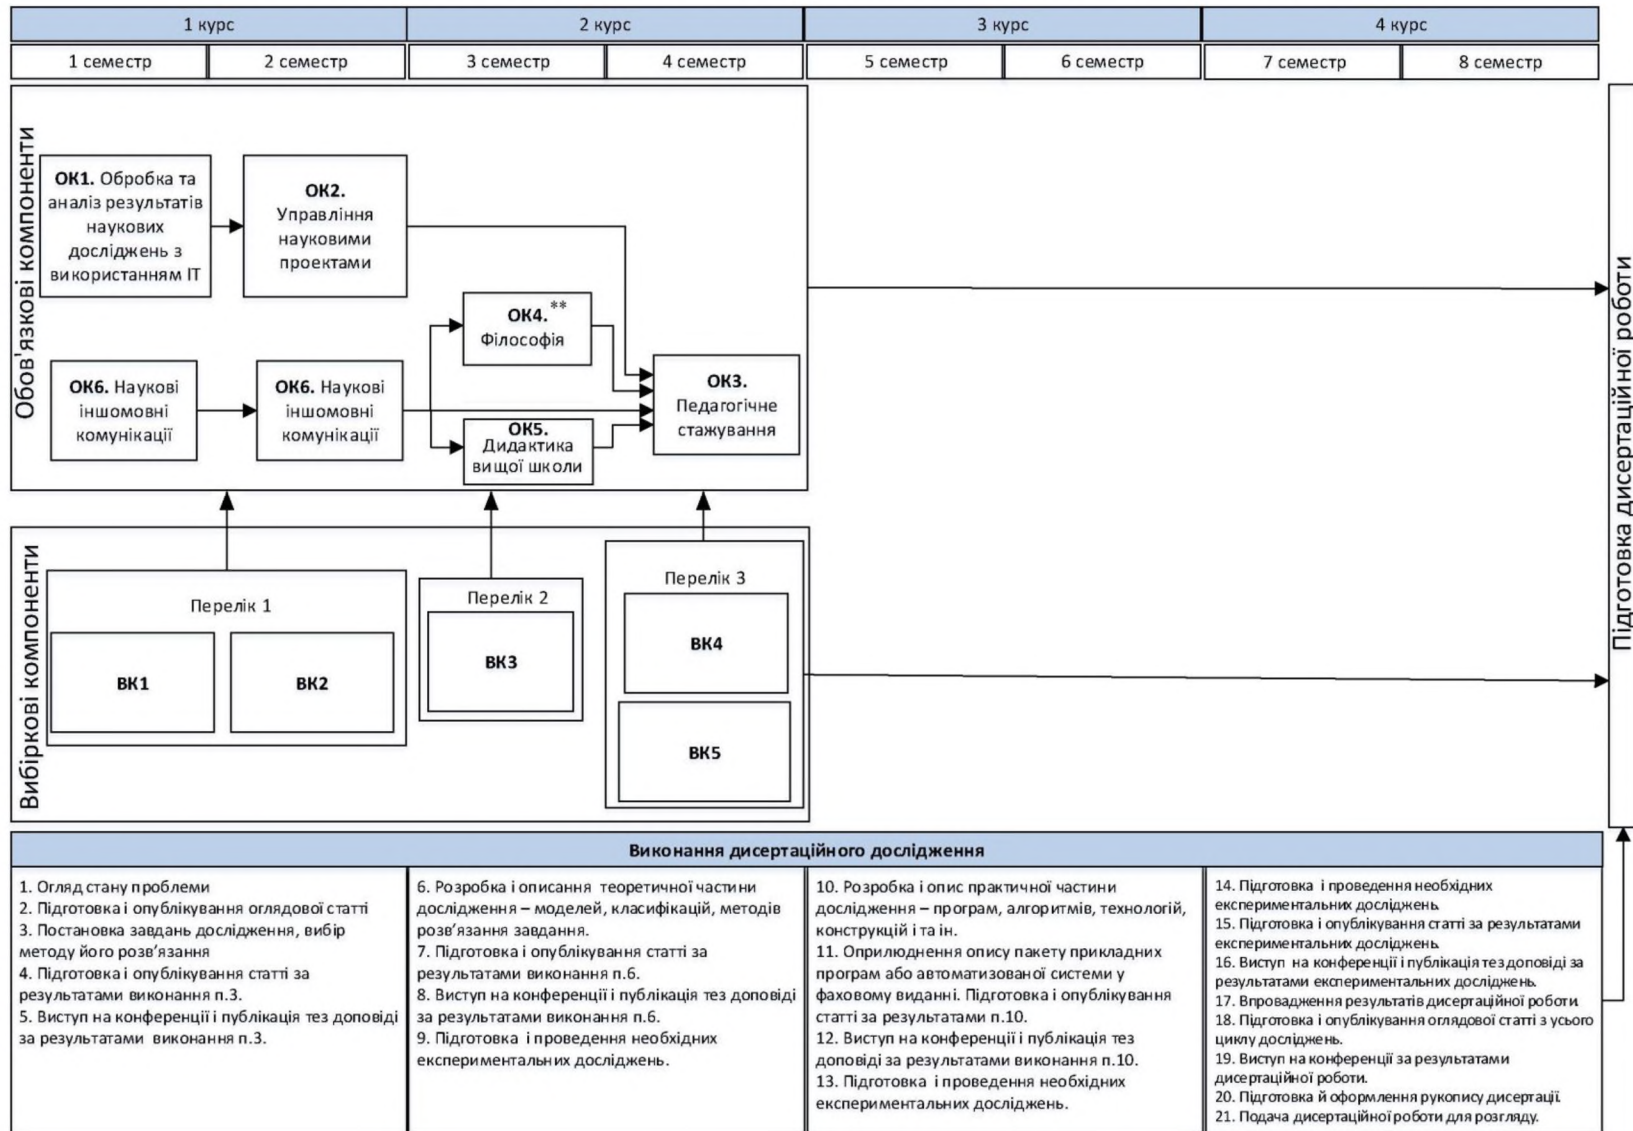 1 курс
2 курс
3 курс
4 курс
1 семестр
2 семестр
3 семестр
4 семестр
5 семестр
6 семестр
7 семестр
8 семестр
Обов'язкові компоненти
ОК1. Обробка та
аналіз результатів
наукових
досліджень з
використанням ІТ
ОК2.
Управління
науковими
проектами
ОК4. **
Філософія
ОК6. Наукові
іншомовні
комунікації
ОК6. Наукові
іншомовні
комунікації
ОК5.
Дидактика
вищої школи
ОК3.
Педагогічне
стажування
Підготовка дисертаційної роботи
Вибіркові компоненти
Перелік 1
ВК1
ВК2
Перелік 2
ВК3
Перелік 3
ВК4
ВК5
Виконання дисертаційного дослідження
1. Огляд стану проблеми
2. Підготовка і опублікування оглядової статті
3. Постановка завдань дослідження, вибір
методу його розв’язання
4. Підготовка і опублікування статті за
результатами виконання п.3.
5. Виступ на конференції і публікація тез доповіді
за результатами виконання п.3.
6. Розробка і описання теоретичної частини
дослідження – моделей, класифікацій, методів
розв’язання завдання.
7. Підготовка і опублікування статті за
результатами виконання п.6.
8. Виступ на конференції і публікація тез доповіді
за результатами виконання п.6.
9. Підготовка і проведення необхідних
експериментальних досліджень.
10. Розробка і опис практичної частини
дослідження – програм, алгоритмів, технологій,
конструкцій і та ін.
11. Оприлюднення опису пакету прикладних
програм або автоматизованої системи у
фаховому виданні. Підготовка і опублікування
статті за результатами п.10.
12. Виступ на конференції і публікація тез
доповіді за результатами виконання п.10.
13. Підготовка і проведення необхідних
експериментальних досліджень.
14. Підготовка і проведення необхідних
експериментальних досліджень.
15. Підготовка і опублікування статті за результатами
експериментальних досліджень.
16. Виступ на конференції і публікація тез доповіді за
результатами експериментальних досліджень.
17. Впровадження результатів дисертаційної роботи.
18. Підготовка і опублікування оглядової статті з усього
циклу досліджень.
19. Виступ на конференції за результатами
дисертаційної роботи.
20. Підготовка й оформлення рукопису дисертації.
21. Подача дисертаційної роботи для розгляду.